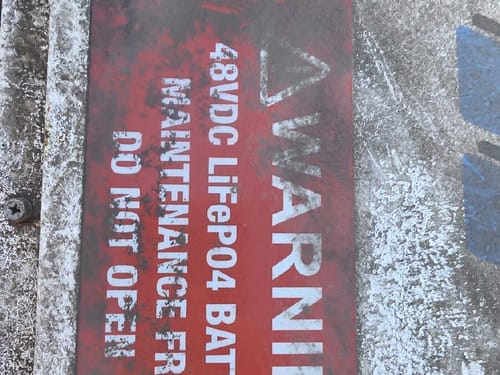 WARNI
48VDC LiFePO4 BAT
MAINTENANCE FR
DO NOT OPEN